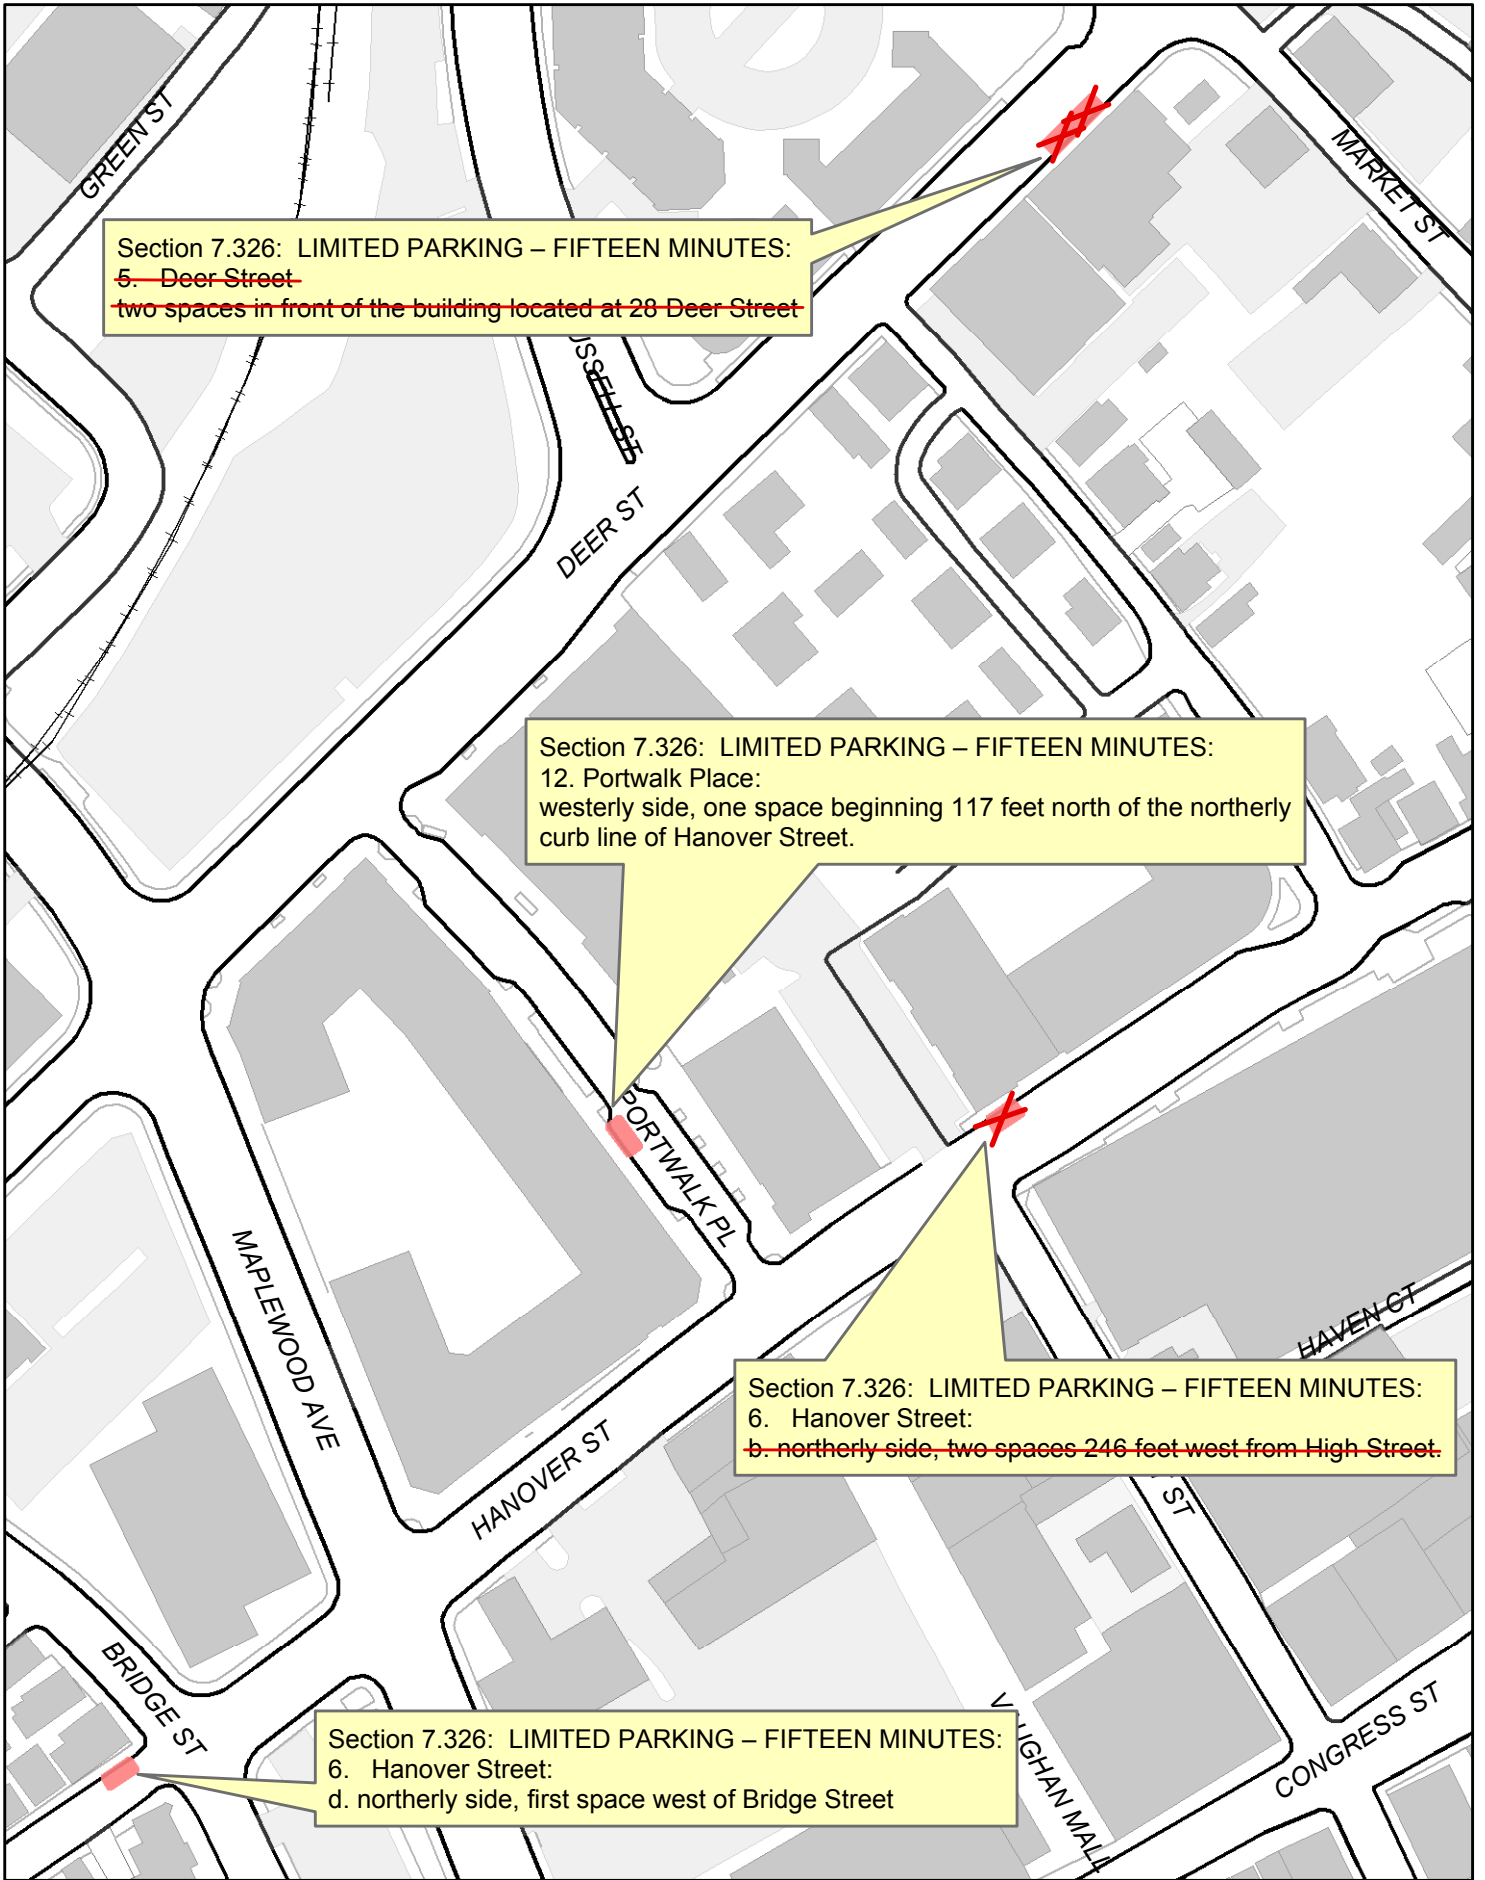 GREEN ST
MARKET ST
Section 7.326:  LIMITED PARKING – FIFTEEN MINUTES:
5.   Deer Street
two spaces in front of the building located at 28 Deer Street
USSELL ST
DEER ST
Section 7.326:  LIMITED PARKING – FIFTEEN MINUTES:
12. Portwalk Place:
westerly side, one space beginning 117 feet north of the northerly
curb line of Hanover Street.
PORTWALK PL
MAPLEWOOD AVE
HAVEN CT
Section 7.326:  LIMITED PARKING – FIFTEEN MINUTES:
6.   Hanover Street:
b. northerly side, two spaces 246 feet west from High Street.
HANOVER ST
ST
BRIDGE ST
Section 7.326:  LIMITED PARKING – FIFTEEN MINUTES:
6.   Hanover Street:
d. northerly side, first space west of Bridge Street
VAUGHAN MALL
CONGRESS ST